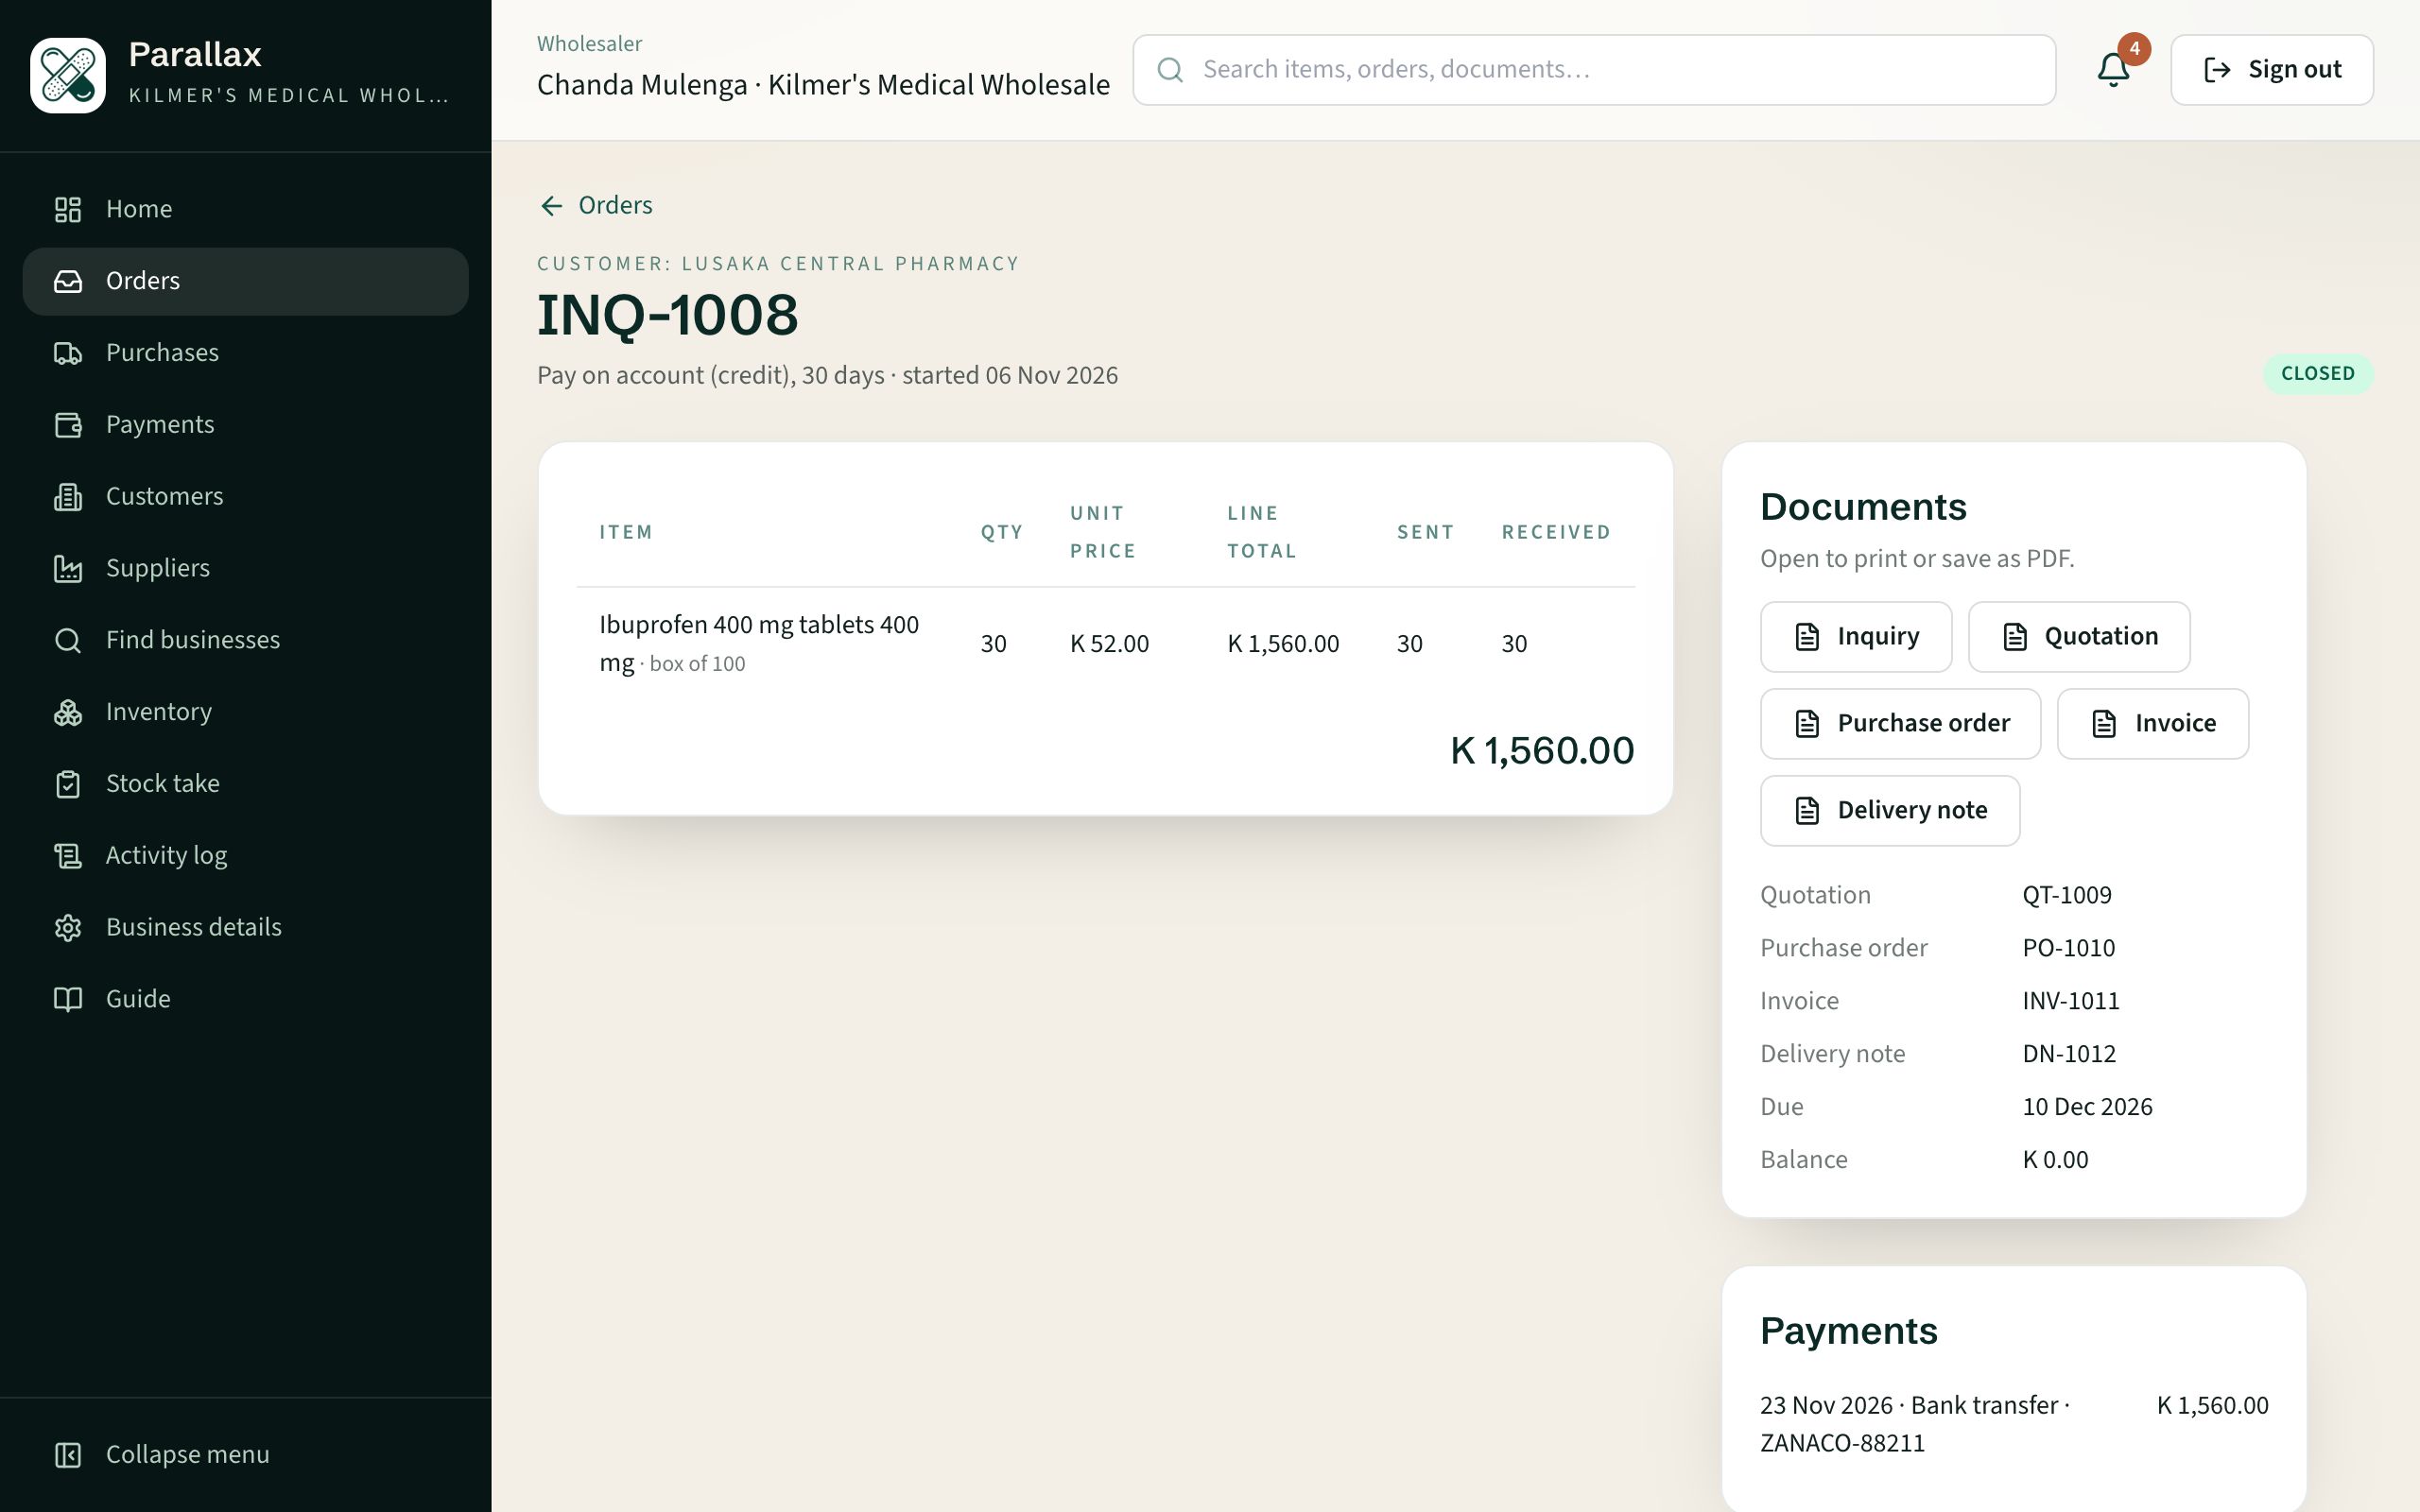 Parallax
KILMER'S MEDICAL WHOL...
Home
Orders
Purchases
Payments
Customers
Suppliers
Find businesses
Inventory
Stock take
Activity log
Business details
Guide
Collapse menu
Wholesaler
Chanda Mulenga · Kilmer's Medical Wholesale
Search items, orders, documents...
4
Sign out
Orders
CUSTOMER: LUSAKA CENTRAL PHARMACY
INQ-1008
Pay on account (credit), 30 days · started 06 Nov 2026
CLOSED
ITEM QTY UNIT PRICE LINE TOTAL SENT RECEIVED
Ibuprofen 400 mg tablets 400 mg · box of 100 30 K 52.00 K 1,560.00 30 30
K 1,560.00
Documents
Open to print or save as PDF.
Inquiry Quotation
Purchase order Invoice
Delivery note
Quotation QT-1009
Purchase order PO-1010
Invoice INV-1011
Delivery note DN-1012
Due 10 Dec 2026
Balance K 0.00
Payments
23 Nov 2026 · Bank transfer · K 1,560.00
ZANACO-88211